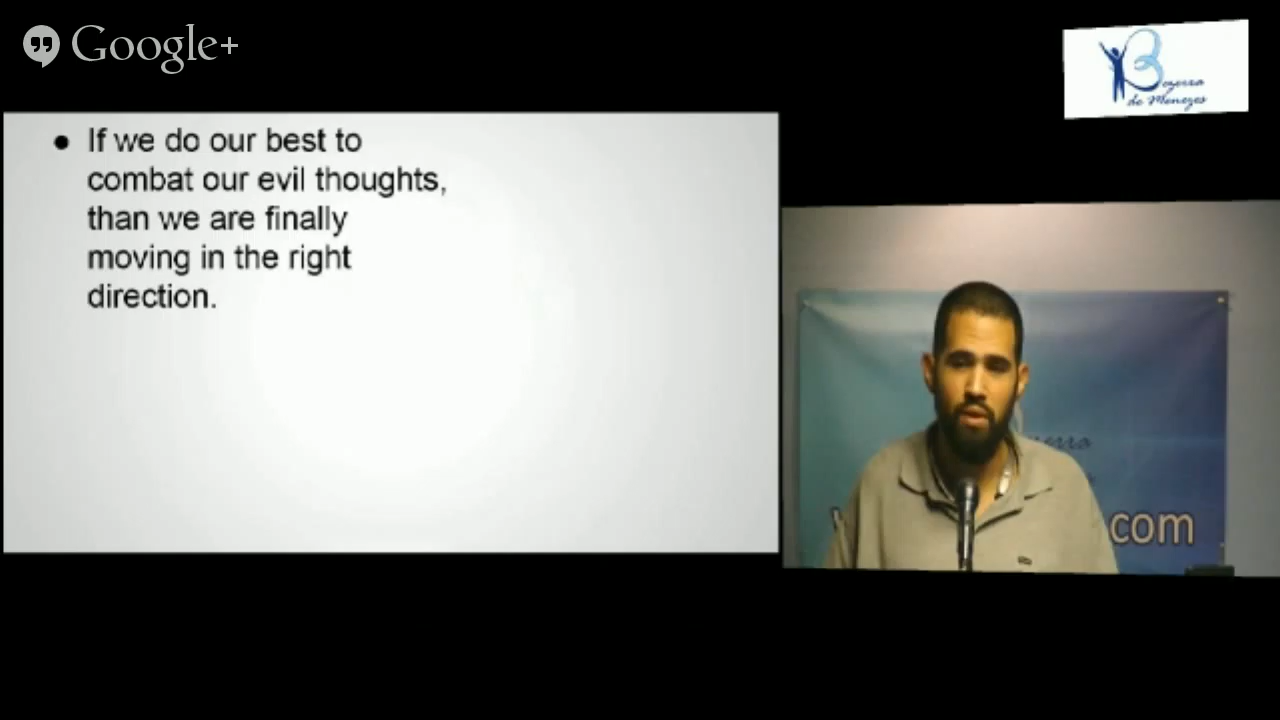 Google+
Bezerra
de Menezes
If we do our best to
combat our evil thoughts,
than we are finally
moving in the right
direction.
.com